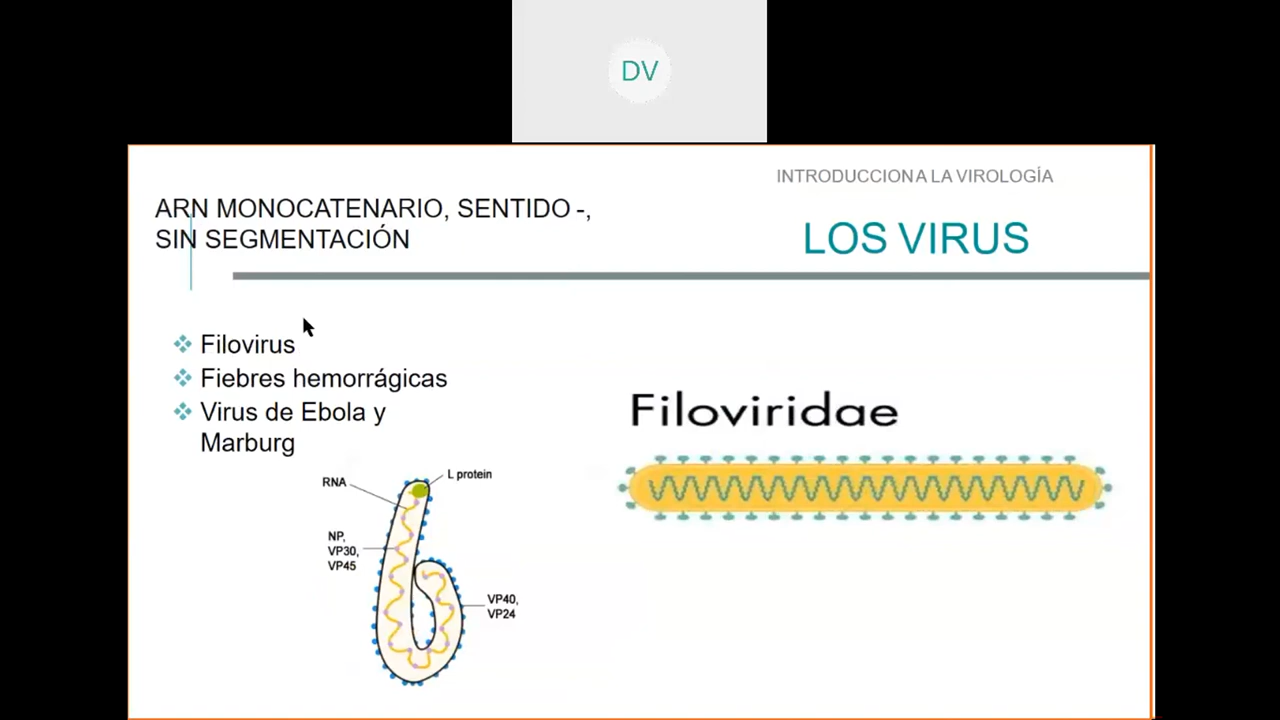 DV
INTRODUCCION A LA VIROLOGÍA
ARN MONOCATENARIO, SENTIDO -,
SIN SEGMENTACIÓN
LOS VIRUS
Filovirus
Fiebres hemorrágicas
Virus de Ebola y
Marburg
Filoviridae
RNA
L protein
NP,
VP30,
VP45
VP40,
VP24